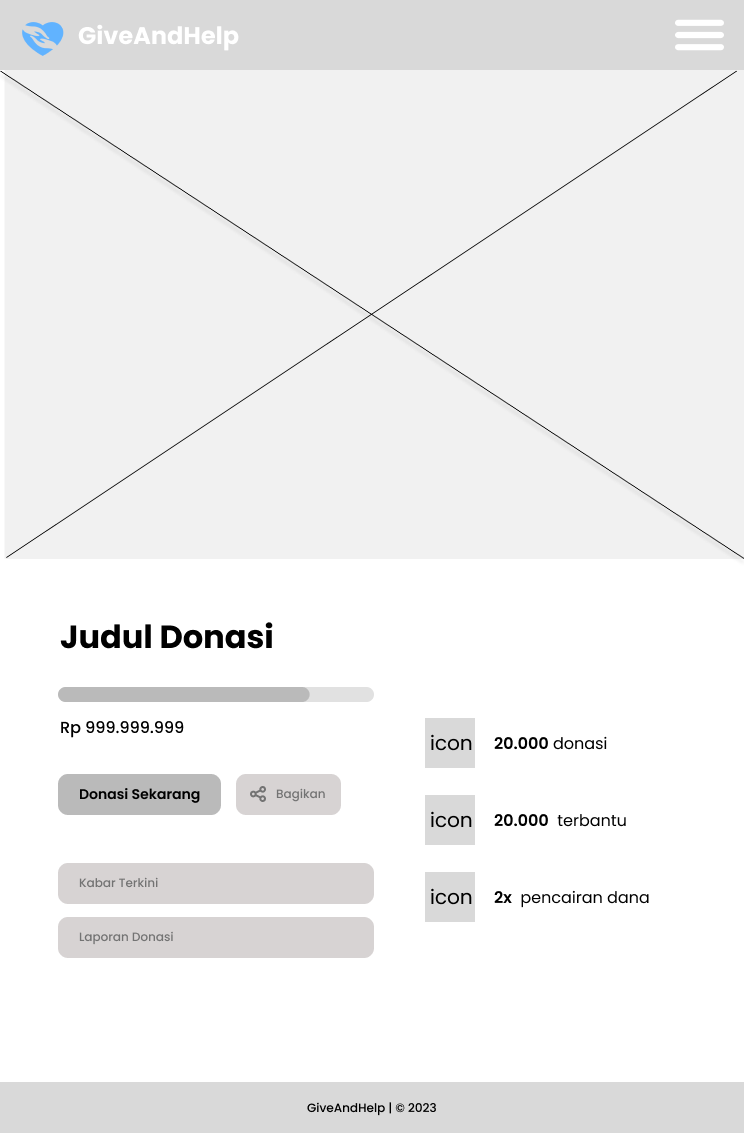 GiveAndHelp
Judul Donasi
Rp 999.999.999
Donasi Sekarang
Bagikan
Kabar Terkini
Laporan Donasi
icon 20.000 donasi
icon 20.000 terbantu
icon 2x pencairan dana
GiveAndHelp | © 2023